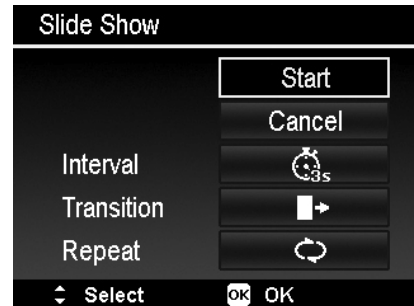 Slide Show
Start
Cancel
Interval 3s
Transition
Repeat
Select OK OK